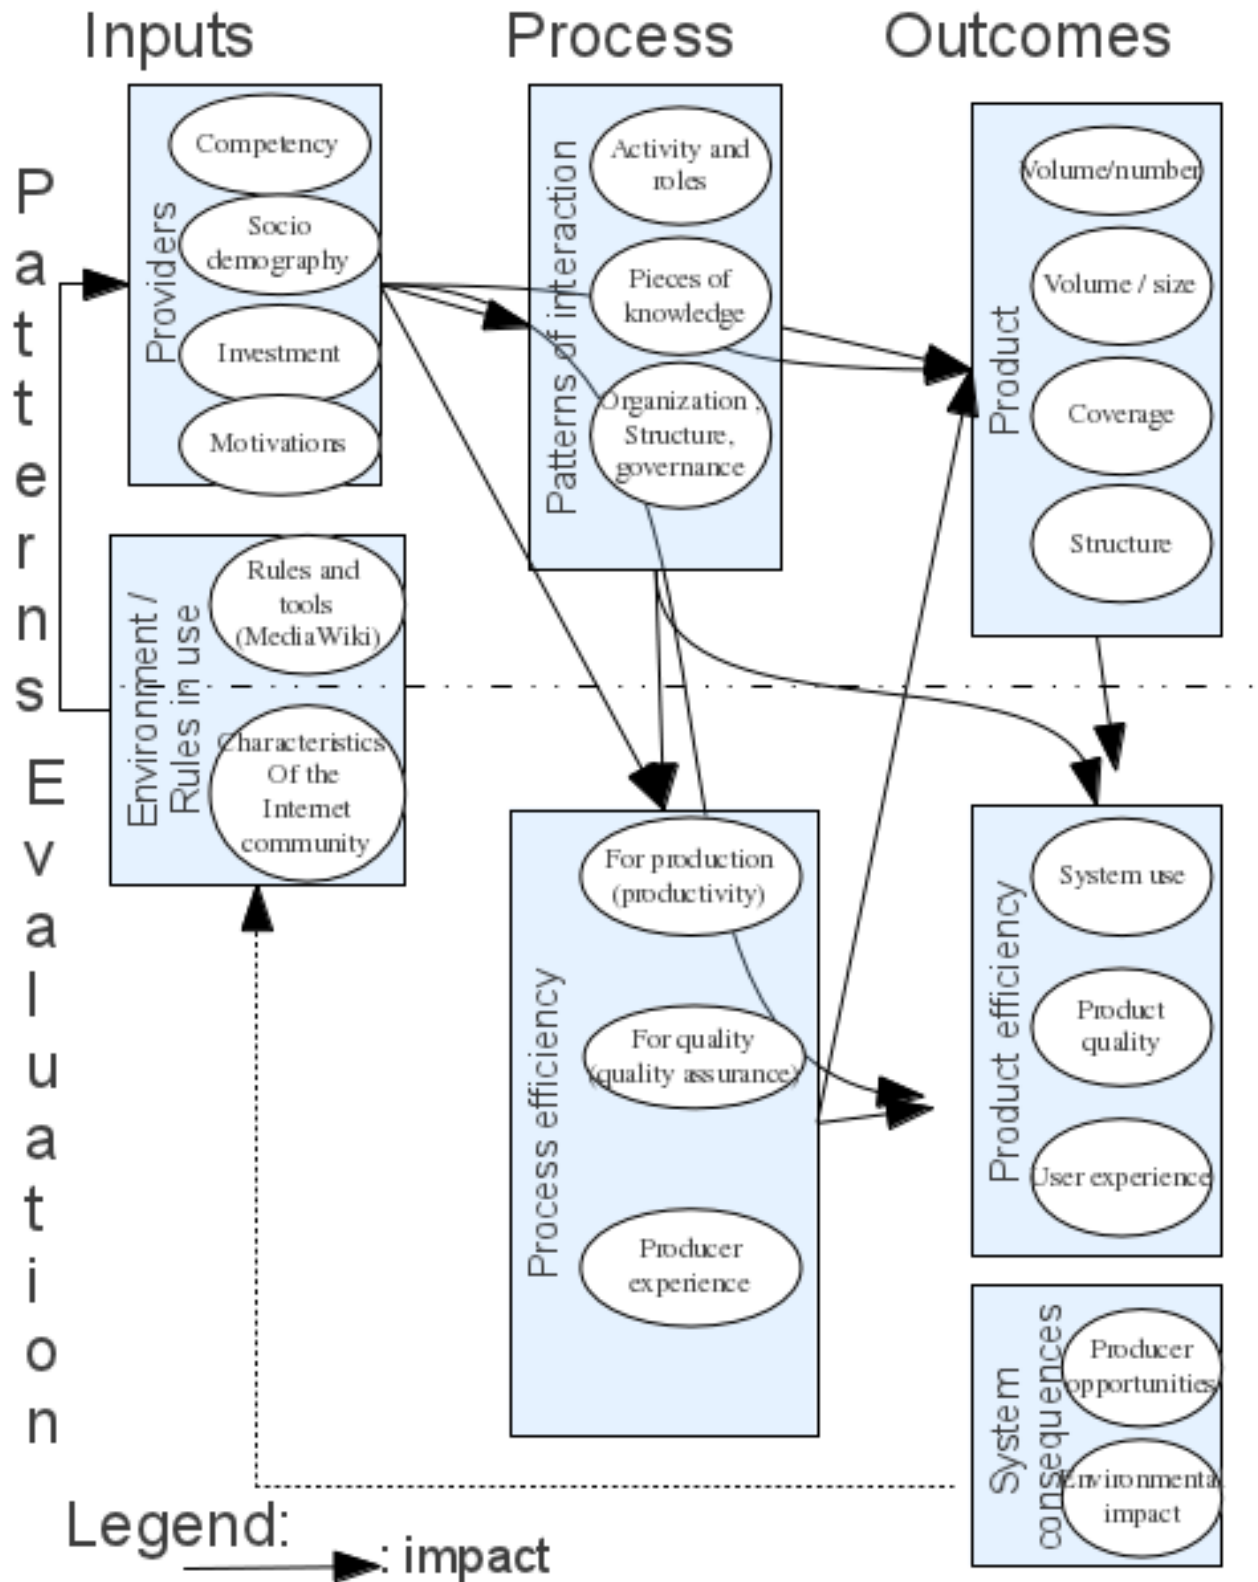 Inputs
Process
Outcomes
Patterns
Evaluation
Providers
Competency
Socio
demography
Investment
Motivations
Environment /
Rules in use
Rules and
tools
(MediaWiki)
Characteristics
Of the
Internet
community
Patterns of interaction
Activity and
roles
Pieces of
knowledge
Organization ,
Structure,
governance
Process efficiency
For production
(productivity)
For quality
(quality assurance)
Producer
experience
Product
Volume/number
Volume / size
Coverage
Structure
Product efficiency
System use
Product
quality
User experience
System
consequences
Producer
opportunities
Environmental
impact
Legend:
: impact